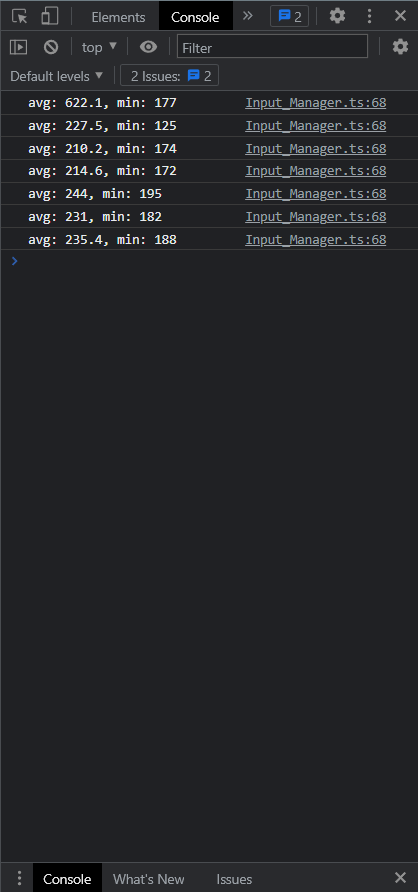 Elements Console 2
top Filter
Default levels 2 Issues: 2
avg: 622.1, min: 177 Input_Manager.ts:68
avg: 227.5, min: 125 Input_Manager.ts:68
avg: 210.2, min: 174 Input_Manager.ts:68
avg: 214.6, min: 172 Input_Manager.ts:68
avg: 244, min: 195 Input_Manager.ts:68
avg: 231, min: 182 Input_Manager.ts:68
avg: 235.4, min: 188 Input_Manager.ts:68
Console What's New Issues